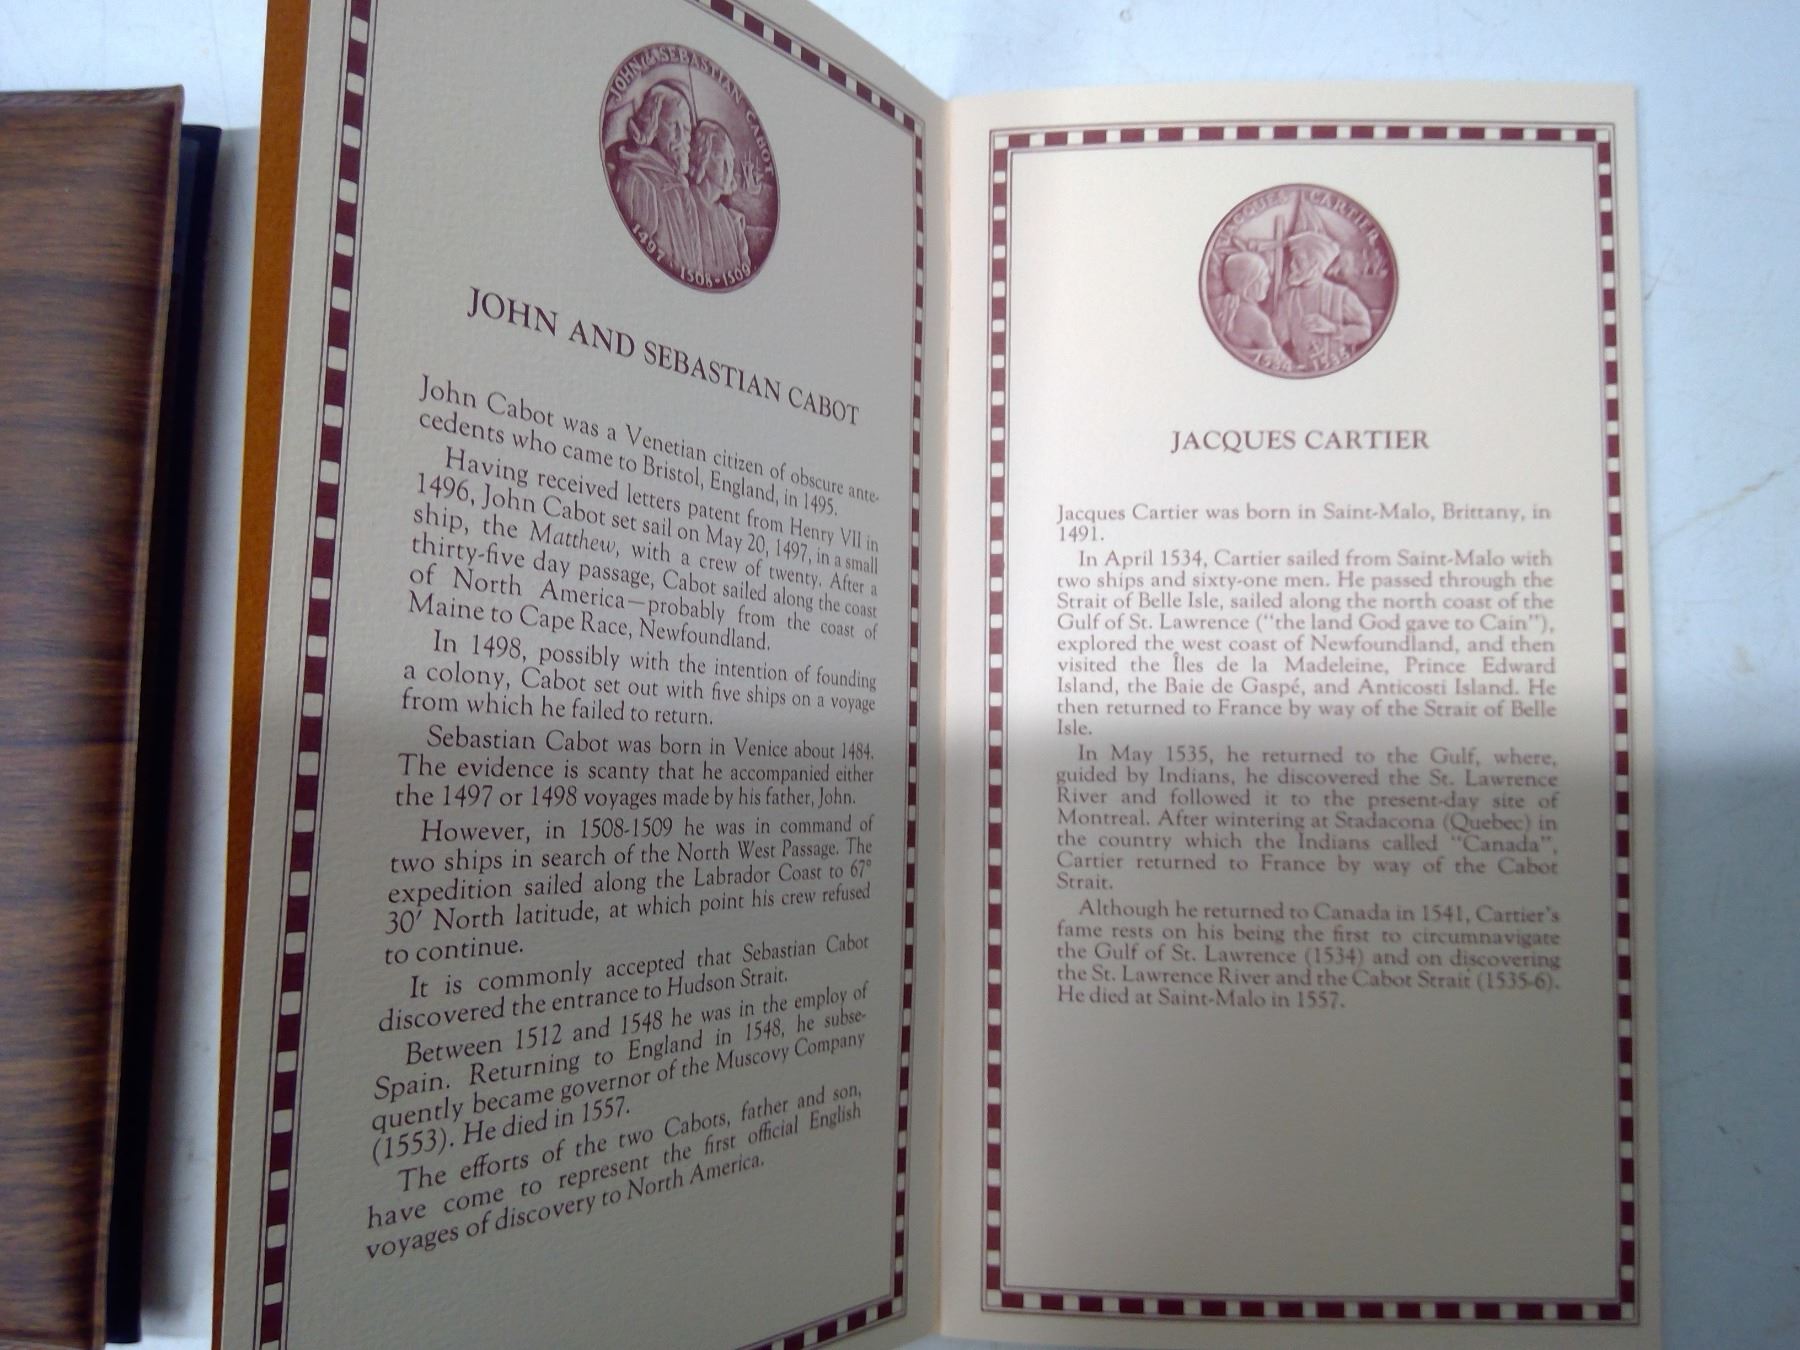 JOHN & SEBASTIAN CABOT
1497 · 1508 · 1509
JOHN AND SEBASTIAN CABOT
John Cabot was a Venetian citizen of obscure ante-
cedents who came to Bristol, England, in 1495.
Having received letters patent from Henry VII in
1496, John Cabot set sail on May 20, 1497, in a small
ship, the Matthew, with a crew of twenty. After a
thirty-five day passage, Cabot sailed along the coast
of North America—probably from the coast of
Maine to Cape Race, Newfoundland.
In 1498, possibly with the intention of founding
a colony, Cabot set out with five ships on a voyage
from which he failed to return.
Sebastian Cabot was born in Venice about 1484.
The evidence is scanty that he accompanied either
the 1497 or 1498 voyages made by his father, John.
However, in 1508-1509 he was in command of
two ships in search of the North West Passage. The
expedition sailed along the Labrador Coast to 67°
30′ North latitude, at which point his crew refused
to continue.
It is commonly accepted that Sebastian Cabot
discovered the entrance to Hudson Strait.
Between 1512 and 1548 he was in the employ of
Spain. Returning to England in 1548, he subse-
quently became governor of the Muscovy Company
(1553). He died in 1557.
The efforts of the two Cabots, father and son,
have come to represent the first official English
voyages of discovery to North America.
JACQUES CARTIER
1534 - 1535
JACQUES CARTIER
Jacques Cartier was born in Saint-Malo, Brittany, in
1491.
In April 1534, Cartier sailed from Saint-Malo with
two ships and sixty-one men. He passed through the
Strait of Belle Isle, sailed along the north coast of the
Gulf of St. Lawrence ("the land God gave to Cain"),
explored the west coast of Newfoundland, and then
visited the Îles de la Madeleine, Prince Edward
Island, the Baie de Gaspé, and Anticosti Island. He
then returned to France by way of the Strait of Belle
Isle.
In May 1535, he returned to the Gulf, where,
guided by Indians, he discovered the St. Lawrence
River and followed it to the present-day site of
Montreal. After wintering at Stadacona (Quebec) in
the country which the Indians called "Canada",
Cartier returned to France by way of the Cabot
Strait.
Although he returned to Canada in 1541, Cartier's
fame rests on his being the first to circumnavigate
the Gulf of St. Lawrence (1534) and on discovering
the St. Lawrence River and the Cabot Strait (1535-6).
He died at Saint-Malo in 1557.